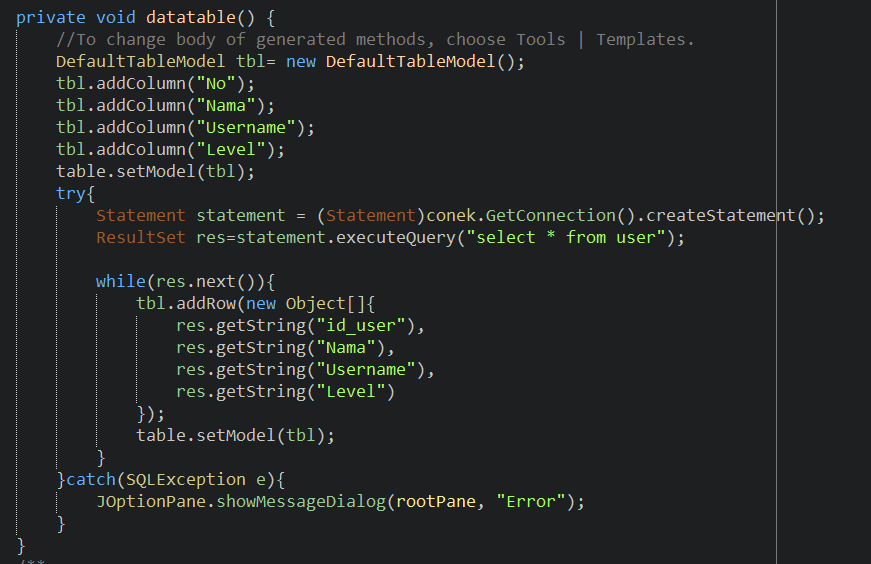 private void datatable() {
//To change body of generated methods, choose Tools | Templates.
DefaultTableModel tbl= new DefaultTableModel();
tbl.addColumn("No");
tbl.addColumn("Nama");
tbl.addColumn("Username");
tbl.addColumn("Level");
table.setModel(tbl);
try{
Statement statement = (Statement)conek.GetConnection().createStatement();
ResultSet res=statement.executeQuery("select * from user");
while(res.next()){
tbl.addRow(new Object[]{
res.getString("id_user"),
res.getString("Nama"),
res.getString("Username"),
res.getString("Level")
});
table.setModel(tbl);
}
}catch(SQLException e){
JOptionPane.showMessageDialog(rootPane, "Error");
}
}
/**